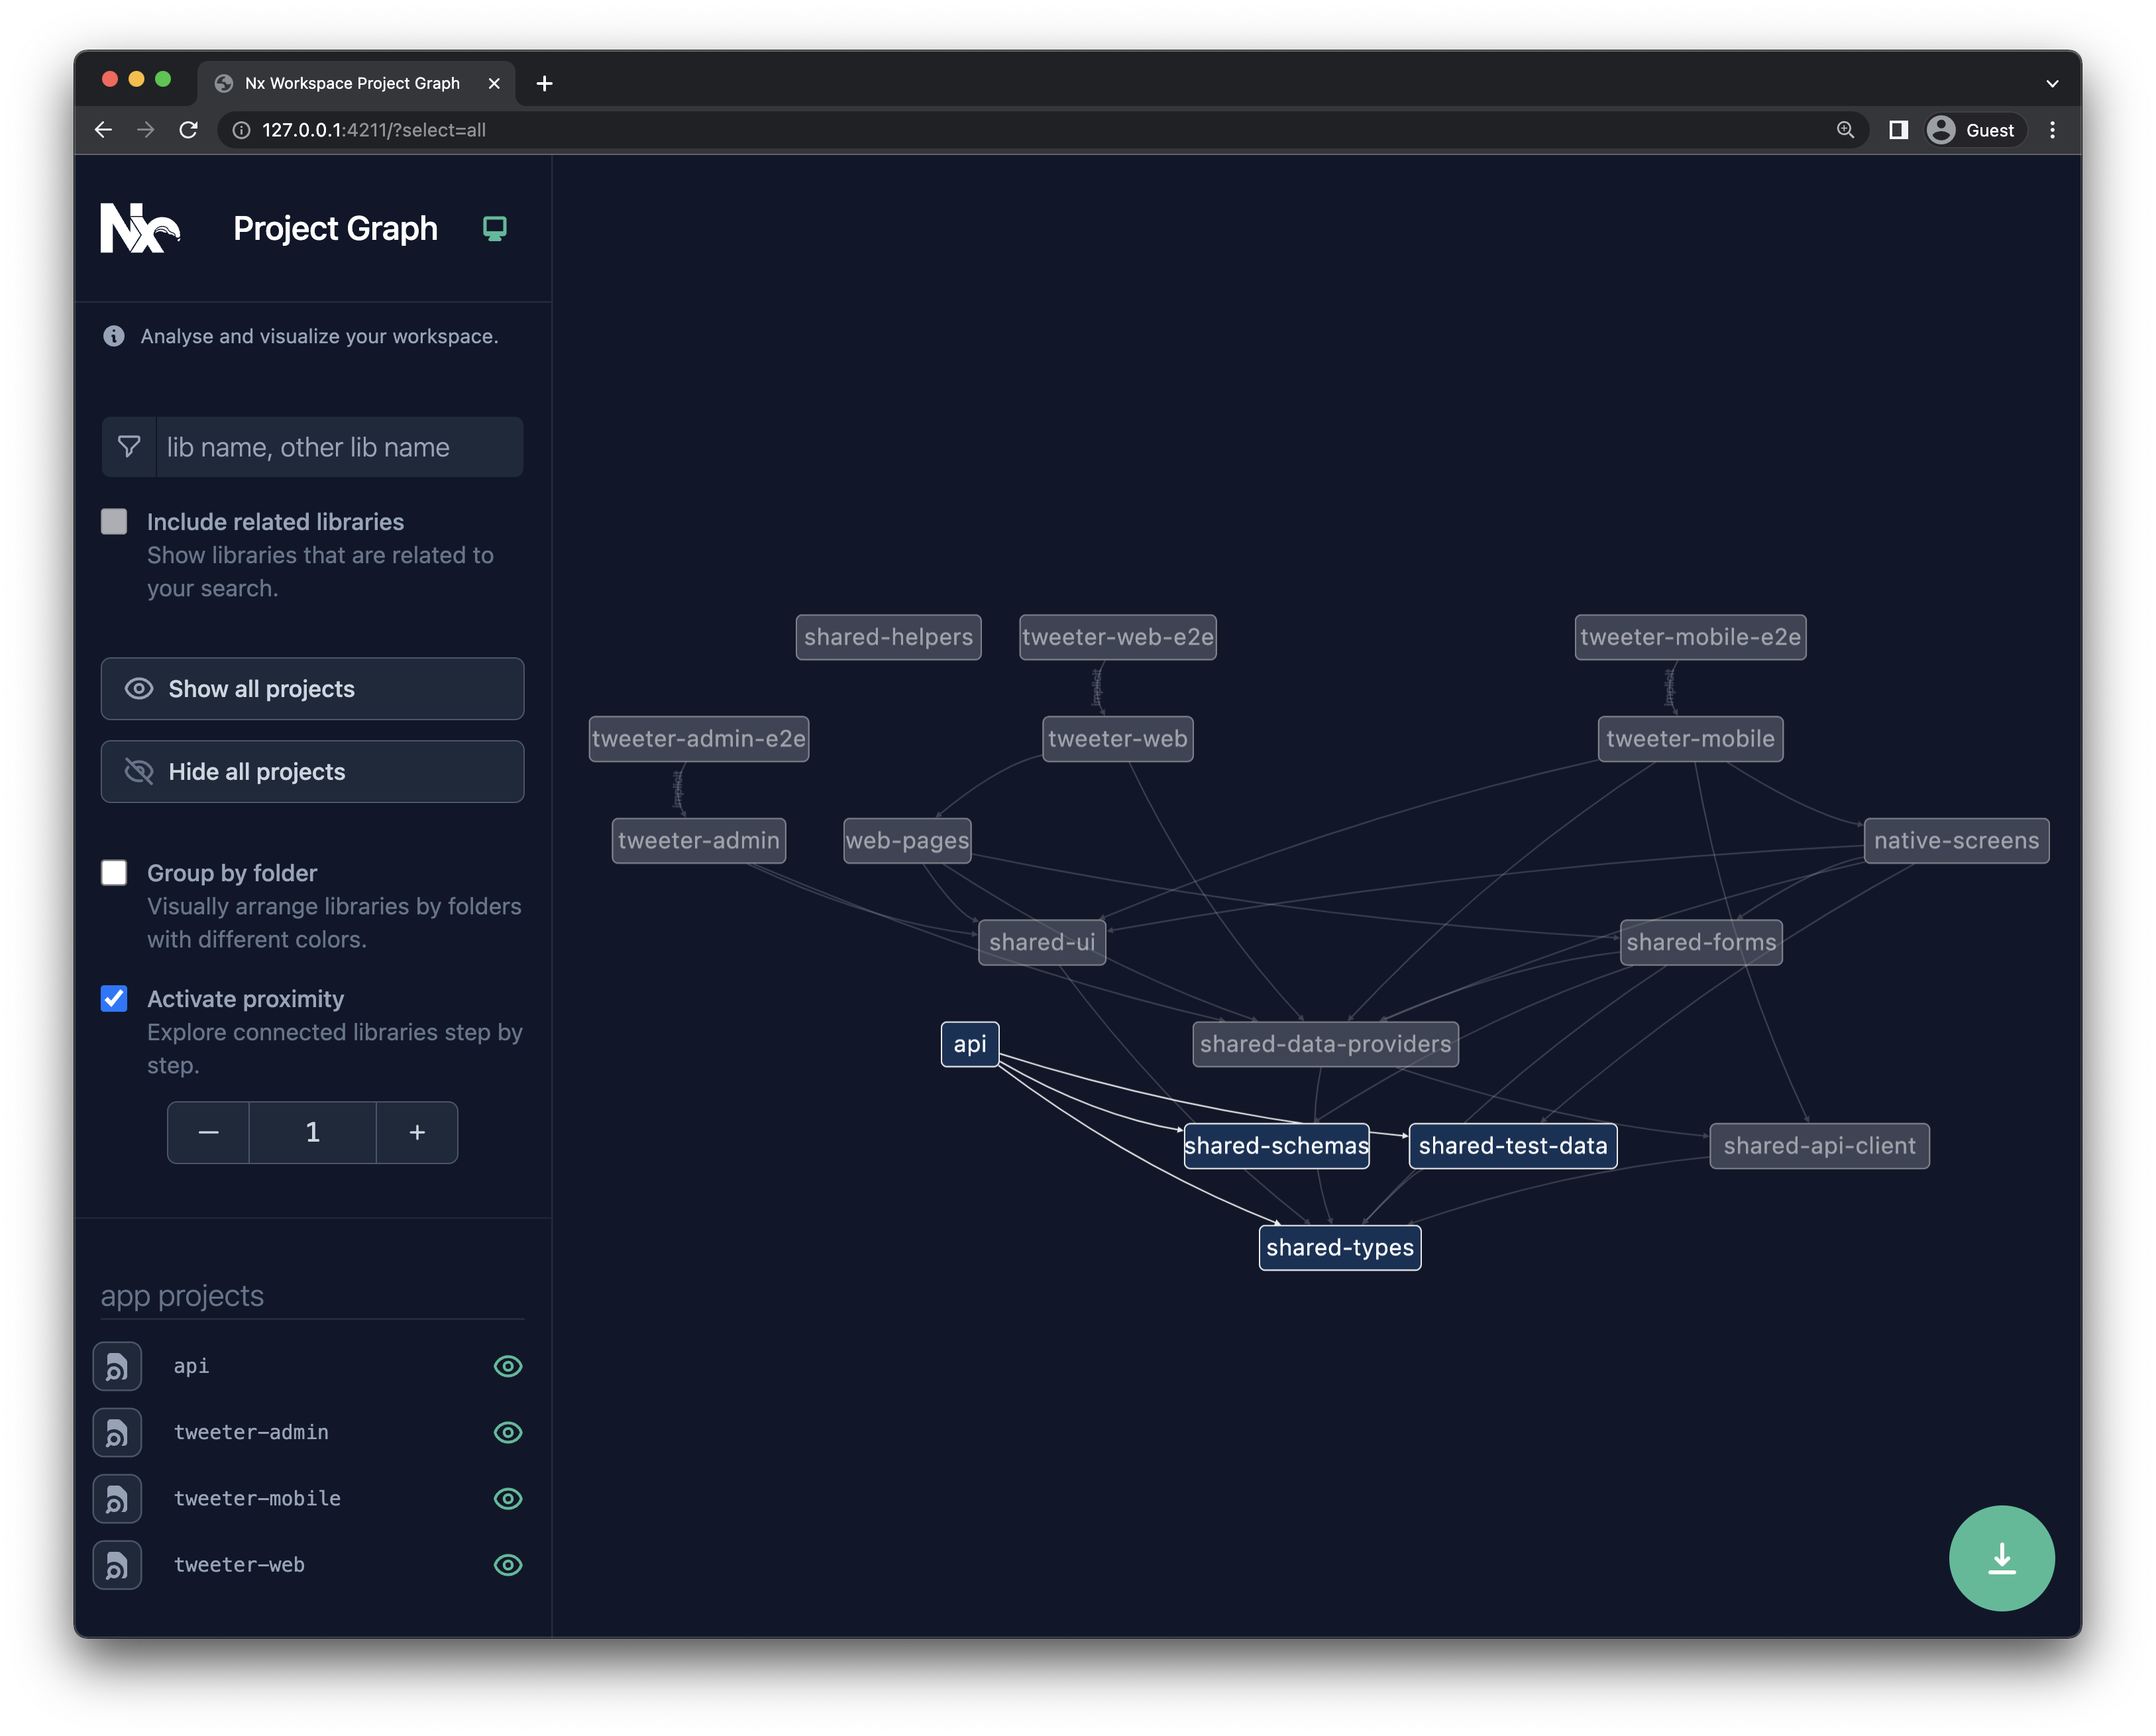 Nx Workspace Project Graph
127.0.0.1:4211/?select=all
Guest
Nx
Project Graph
Analyse and visualize your workspace.
lib name, other lib name
Include related libraries
Show libraries that are related to
your search.
Show all projects
Hide all projects
Group by folder
Visually arrange libraries by folders
with different colors.
Activate proximity
Explore connected libraries step by
step.
1
app projects
api
tweeter-admin
tweeter-mobile
tweeter-web
shared-helpers
tweeter-web-e2e
tweeter-mobile-e2e
implicit
implicit
tweeter-admin-e2e
tweeter-web
tweeter-mobile
implicit
tweeter-admin
web-pages
native-screens
shared-ui
shared-forms
api
shared-data-providers
shared-schemas
shared-test-data
shared-api-client
shared-types